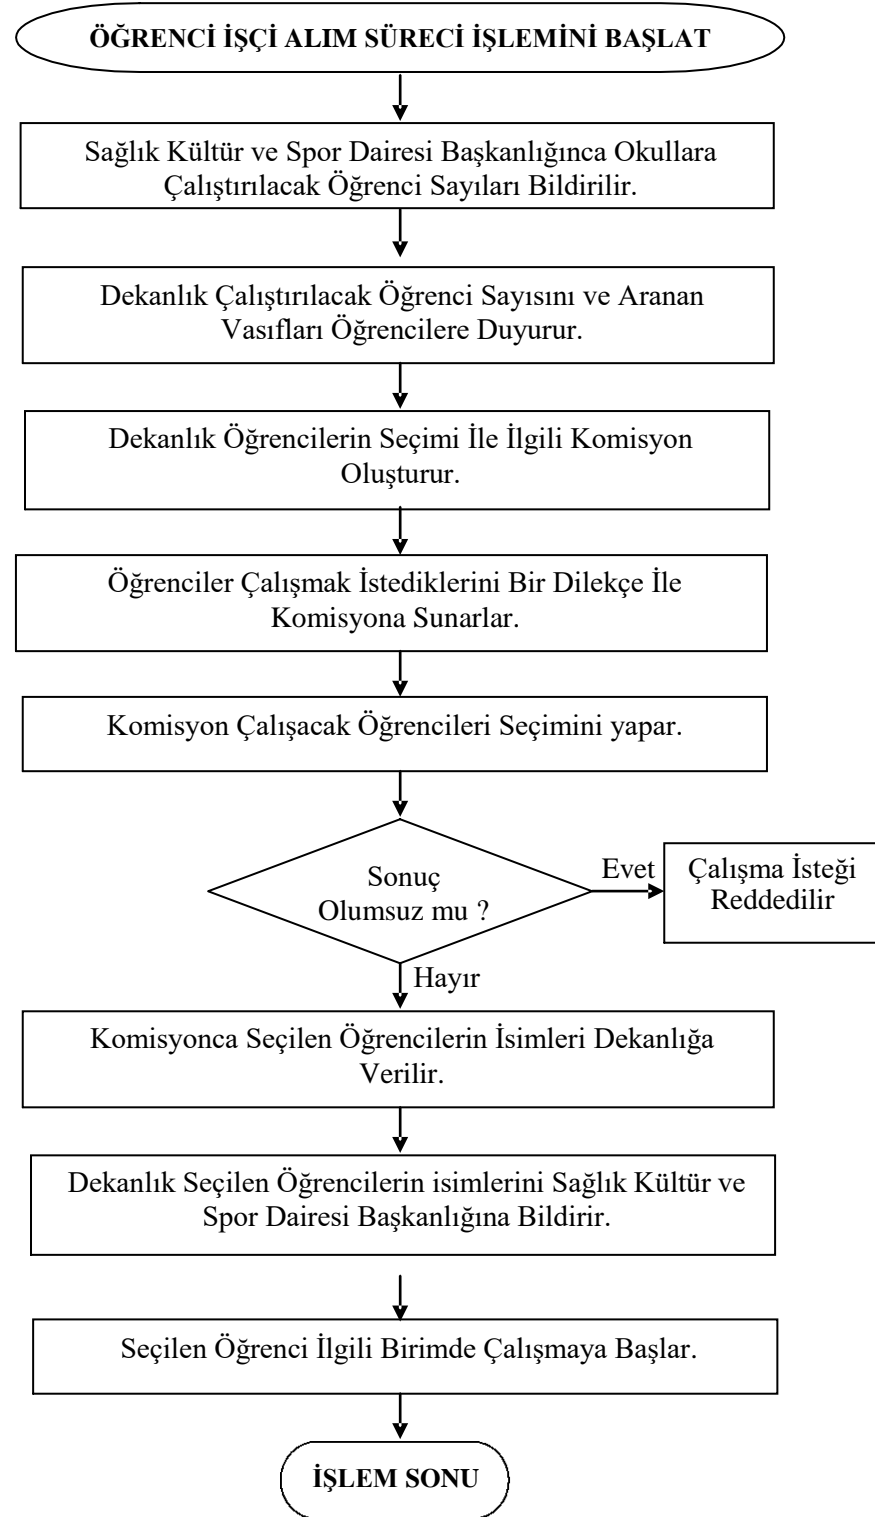 ÖĞRENCİ İŞÇİ ALIM SÜRECİ İŞLEMİNİ BAŞLAT
Sağlık Kültür ve Spor Dairesi Başkanlığınca Okullara
Çalıştırılacak Öğrenci Sayıları Bildirilir.
Dekanlık Çalıştırılacak Öğrenci Sayısını ve Aranan
Vasıfları Öğrencilere Duyurur.
Dekanlık Öğrencilerin Seçimi İle İlgili Komisyon
Oluşturur.
Öğrenciler Çalışmak İstediklerini Bir Dilekçe İle
Komisyona Sunarlar.
Komisyon Çalışacak Öğrencileri Seçimini yapar.
Sonuç
Olumsuz mu ?
Evet
Çalışma İsteği
Reddedilir
Hayır
Komisyonca Seçilen Öğrencilerin İsimleri Dekanlığa
Verilir.
Dekanlık Seçilen Öğrencilerin isimlerini Sağlık Kültür ve
Spor Dairesi Başkanlığına Bildirir.
Seçilen Öğrenci İlgili Birimde Çalışmaya Başlar.
İŞLEM SONU